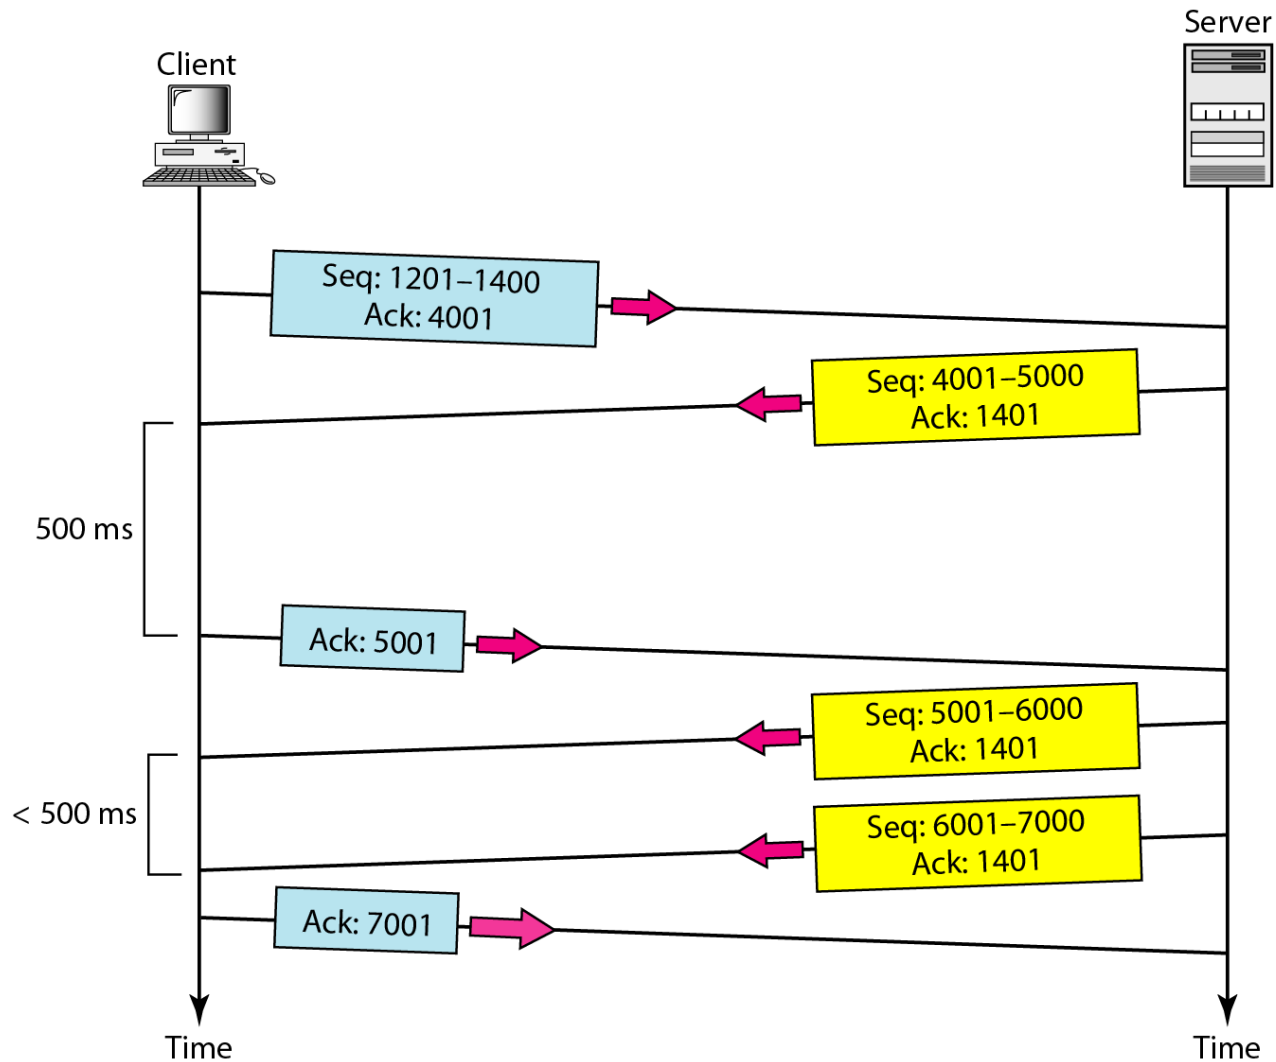 Server
Client
Seq: 1201–1400
Ack: 4001
Seq: 4001–5000
Ack: 1401
500 ms
Ack: 5001
Seq: 5001–6000
Ack: 1401
< 500 ms
Seq: 6001–7000
Ack: 1401
Ack: 7001
Time
Time